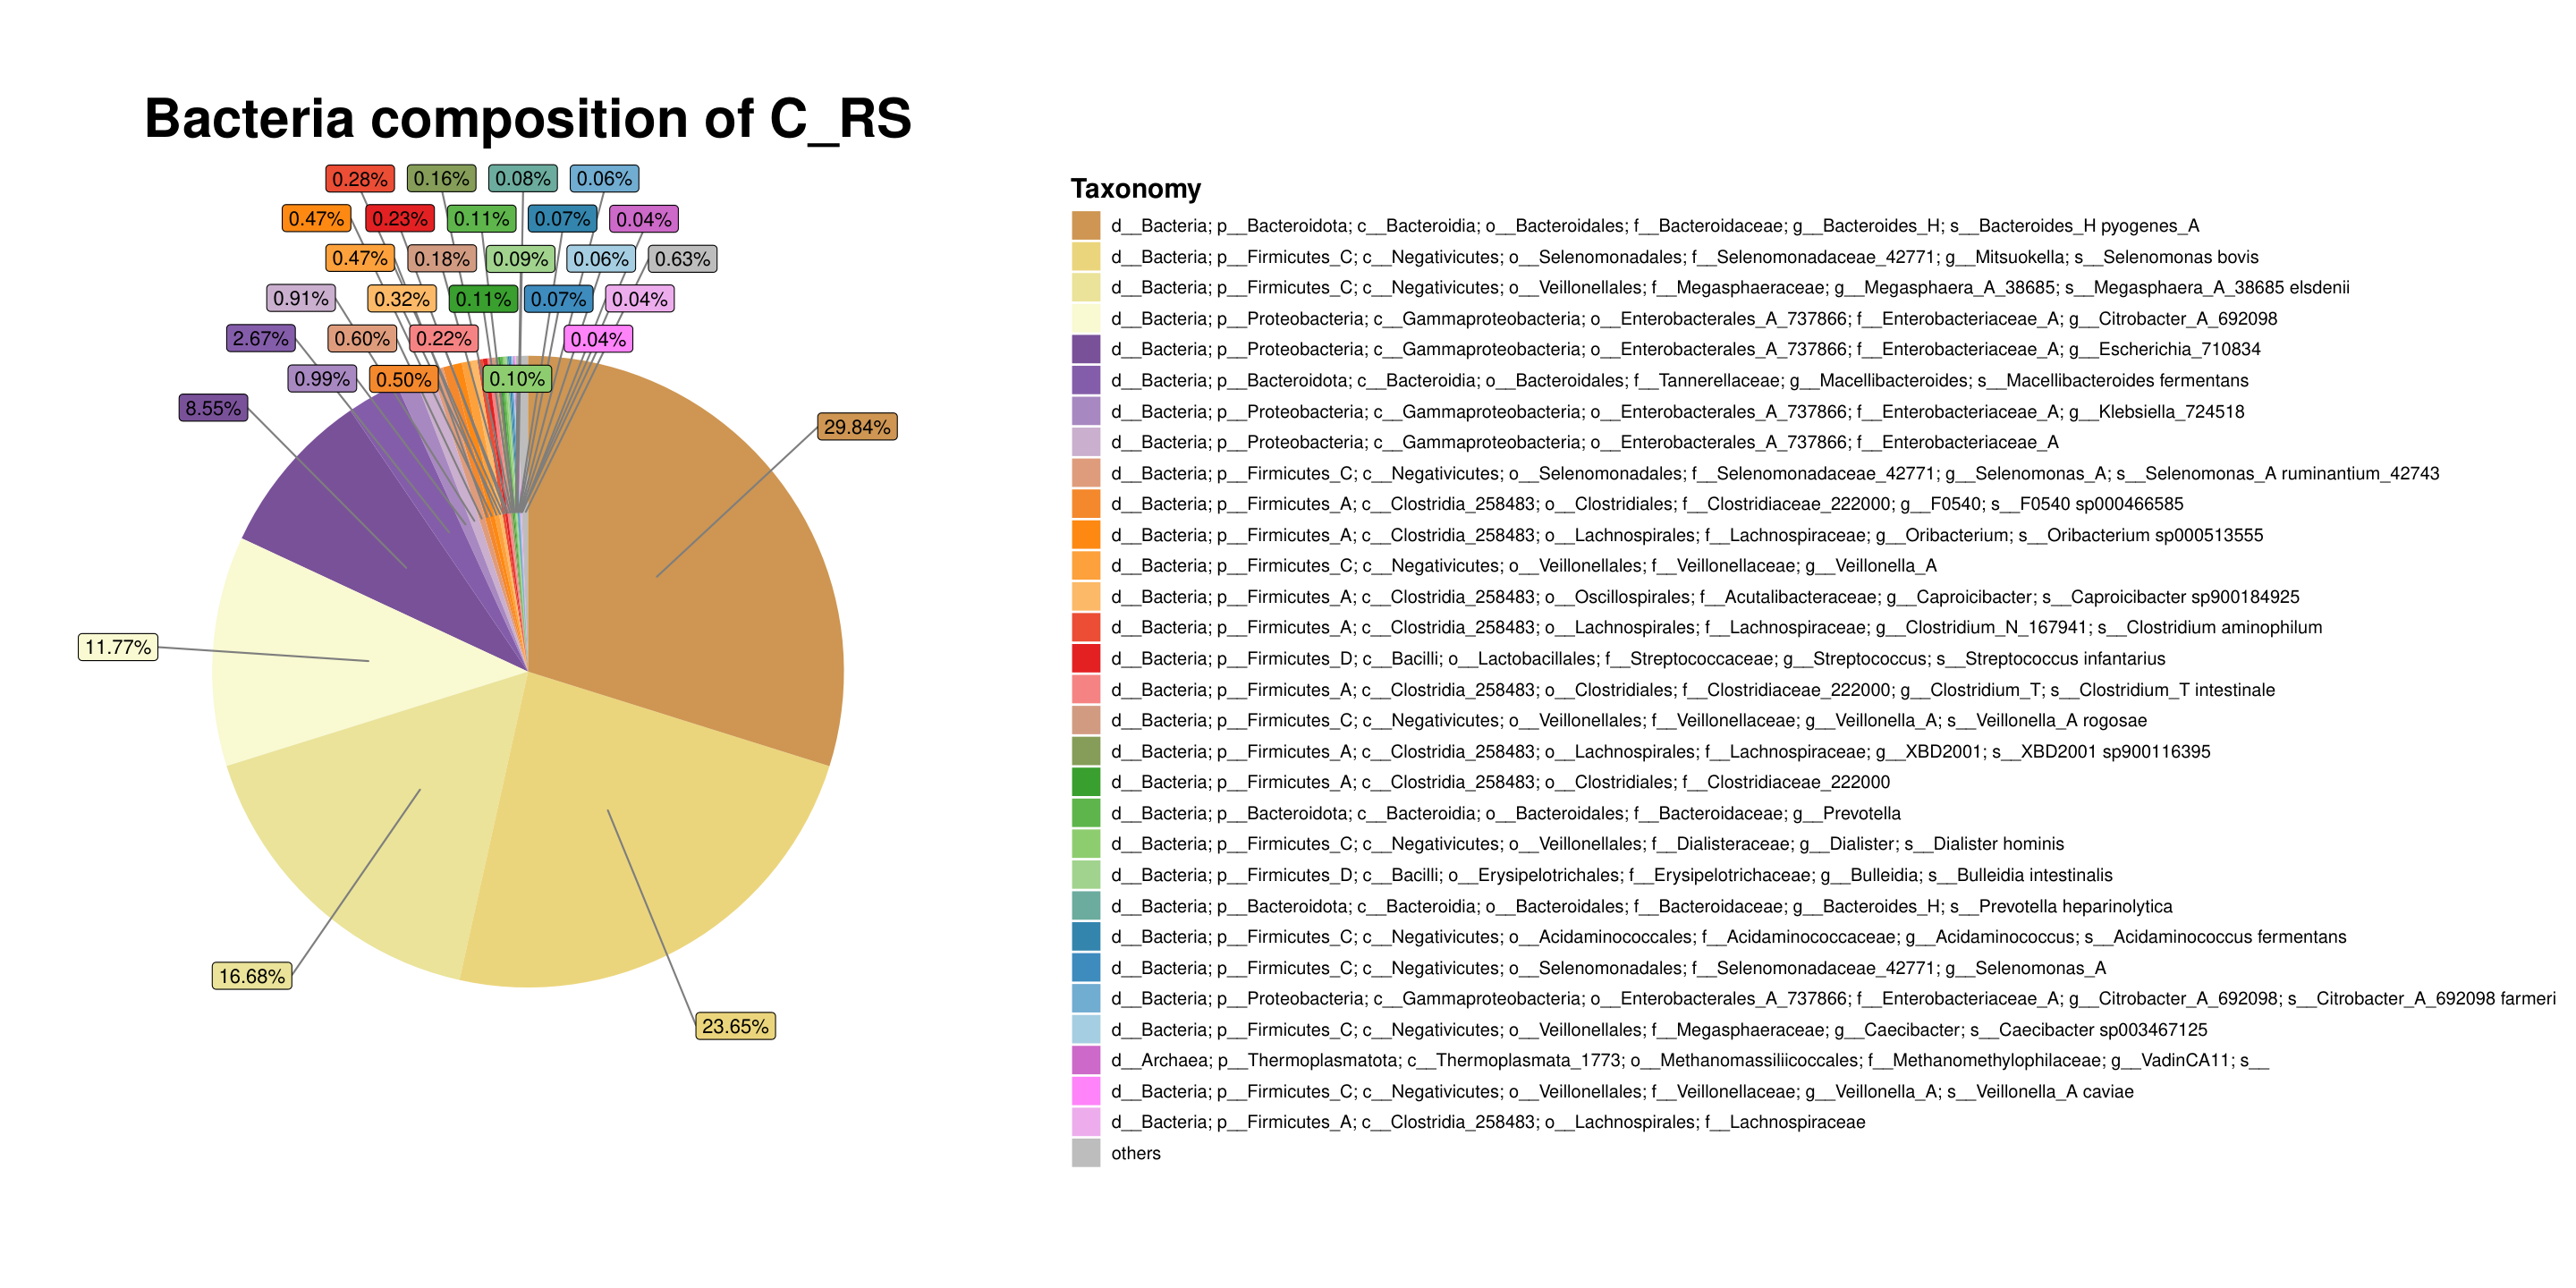 Bacteria composition of C_RS
0.28% 0.16% 0.08% 0.06%
0.47% 0.23% 0.11% 0.07% 0.04%
0.47% 0.18% 0.09% 0.06% 0.63%
0.91% 0.32% 0.11% 0.07% 0.04%
2.67% 0.60% 0.22% 0.04%
0.99% 0.50% 0.10%
8.55%
29.84%
11.77%
16.68%
23.65%
Taxonomy
d__Bacteria; p__Bacteroidota; c__Bacteroidia; o__Bacteroidales; f__Bacteroidaceae; g__Bacteroides_H; s__Bacteroides_H pyogenes_A
d__Bacteria; p__Firmicutes_C; c__Negativicutes; o__Selenomonadales; f__Selenomonadaceae_42771; g__Mitsuokella; s__Selenomonas bovis
d__Bacteria; p__Firmicutes_C; c__Negativicutes; o__Veillonellales; f__Megasphaeraceae; g__Megasphaera_A_38685; s__Megasphaera_A_38685 elsdenii
d__Bacteria; p__Proteobacteria; c__Gammaproteobacteria; o__Enterobacterales_A_737866; f__Enterobacteriaceae_A; g__Citrobacter_A_692098
d__Bacteria; p__Proteobacteria; c__Gammaproteobacteria; o__Enterobacterales_A_737866; f__Enterobacteriaceae_A; g__Escherichia_710834
d__Bacteria; p__Bacteroidota; c__Bacteroidia; o__Bacteroidales; f__Tannerellaceae; g__Macellibacteroides; s__Macellibacteroides fermentans
d__Bacteria; p__Proteobacteria; c__Gammaproteobacteria; o__Enterobacterales_A_737866; f__Enterobacteriaceae_A; g__Klebsiella_724518
d__Bacteria; p__Proteobacteria; c__Gammaproteobacteria; o__Enterobacterales_A_737866; f__Enterobacteriaceae_A
d__Bacteria; p__Firmicutes_C; c__Negativicutes; o__Selenomonadales; f__Selenomonadaceae_42771; g__Selenomonas_A; s__Selenomonas_A ruminantium_42743
d__Bacteria; p__Firmicutes_A; c__Clostridia_258483; o__Clostridiales; f__Clostridiaceae_222000; g__F0540; s__F0540 sp000466585
d__Bacteria; p__Firmicutes_A; c__Clostridia_258483; o__Lachnospirales; f__Lachnospiraceae; g__Oribacterium; s__Oribacterium sp000513555
d__Bacteria; p__Firmicutes_C; c__Negativicutes; o__Veillonellales; f__Veillonellaceae; g__Veillonella_A
d__Bacteria; p__Firmicutes_A; c__Clostridia_258483; o__Oscillospirales; f__Acutalibacteraceae; g__Caproicibacter; s__Caproicibacter sp900184925
d__Bacteria; p__Firmicutes_A; c__Clostridia_258483; o__Lachnospirales; f__Lachnospiraceae; g__Clostridium_N_167941; s__Clostridium aminophilum
d__Bacteria; p__Firmicutes_D; c__Bacilli; o__Lactobacillales; f__Streptococcaceae; g__Streptococcus; s__Streptococcus infantarius
d__Bacteria; p__Firmicutes_A; c__Clostridia_258483; o__Clostridiales; f__Clostridiaceae_222000; g__Clostridium_T; s__Clostridium_T intestinale
d__Bacteria; p__Firmicutes_C; c__Negativicutes; o__Veillonellales; f__Veillonellaceae; g__Veillonella_A; s__Veillonella_A rogosae
d__Bacteria; p__Firmicutes_A; c__Clostridia_258483; o__Lachnospirales; f__Lachnospiraceae; g__XBD2001; s__XBD2001 sp900116395
d__Bacteria; p__Firmicutes_A; c__Clostridia_258483; o__Clostridiales; f__Clostridiaceae_222000
d__Bacteria; p__Bacteroidota; c__Bacteroidia; o__Bacteroidales; f__Bacteroidaceae; g__Prevotella
d__Bacteria; p__Firmicutes_C; c__Negativicutes; o__Veillonellales; f__Dialisteraceae; g__Dialister; s__Dialister hominis
d__Bacteria; p__Firmicutes_D; c__Bacilli; o__Erysipelotrichales; f__Erysipelotrichaceae; g__Bulleidia; s__Bulleidia intestinalis
d__Bacteria; p__Bacteroidota; c__Bacteroidia; o__Bacteroidales; f__Bacteroidaceae; g__Bacteroides_H; s__Prevotella heparinolytica
d__Bacteria; p__Firmicutes_C; c__Negativicutes; o__Acidaminococcales; f__Acidaminococcaceae; g__Acidaminococcus; s__Acidaminococcus fermentans
d__Bacteria; p__Firmicutes_C; c__Negativicutes; o__Selenomonadales; f__Selenomonadaceae_42771; g__Selenomonas_A
d__Bacteria; p__Proteobacteria; c__Gammaproteobacteria; o__Enterobacterales_A_737866; f__Enterobacteriaceae_A; g__Citrobacter_A_692098; s__Citrobacter_A_692098 farmeri
d__Bacteria; p__Firmicutes_C; c__Negativicutes; o__Veillonellales; f__Megasphaeraceae; g__Caecibacter; s__Caecibacter sp003467125
d__Archaea; p__Thermoplasmatota; c__Thermoplasmata_1773; o__Methanomassiliicoccales; f__Methanomethylophilaceae; g__VadinCA11; s__
d__Bacteria; p__Firmicutes_C; c__Negativicutes; o__Veillonellales; f__Veillonellaceae; g__Veillonella_A; s__Veillonella_A caviae
d__Bacteria; p__Firmicutes_A; c__Clostridia_258483; o__Lachnospirales; f__Lachnospiraceae
others